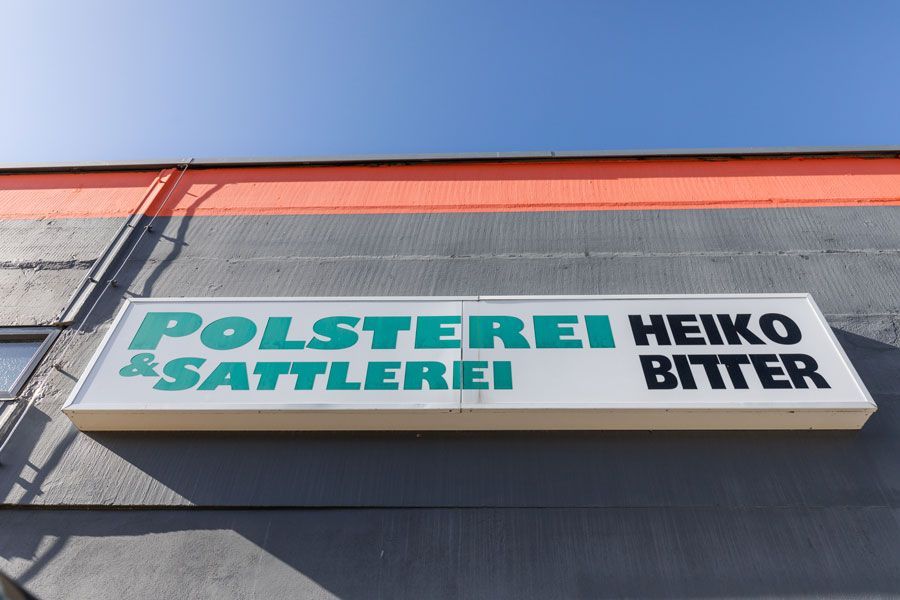 POLSTEREI
& SATTLEREI
HEIKO
BITTER